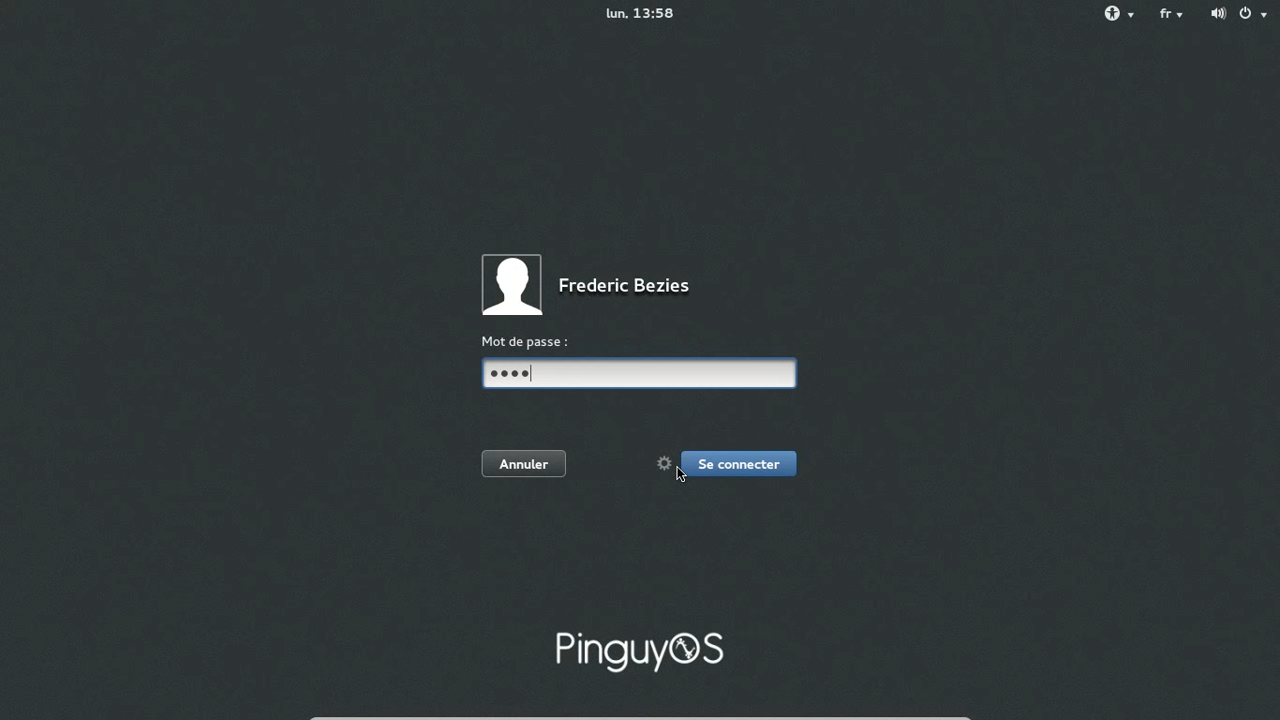 lun. 13:58
fr
Frederic Bezies
Mot de passe :
Annuler
Se connecter
PinguyOS